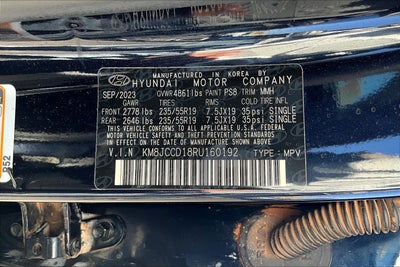 MANUFACTURED IN KOREA BY
HYUNDAI MOTOR COMPANY
SEP/2023 GVWR 4861lbs PAINT PS8 TRIM MMH
GAWR TIRES RIMS COLD TIRE INFL
FRONT 2778 lbs 235/55R19 7.5JX19 35psi SINGLE
REAR 2646 lbs 235/55R19 7.5JX19 35psi SINGLE
THIS VEHICLE CONFORMS TO ALL APPLICABLE FEDERAL
MOTOR VEHICLE SAFETY, BUMPER AND THEFT
PREVENTION STANDARDS IN EFFECT ON THE DATE OF
MANUFACTURE SHOWN ABOVE.
V.I.N KM8JCCD18RU160192 TYPE : MPV